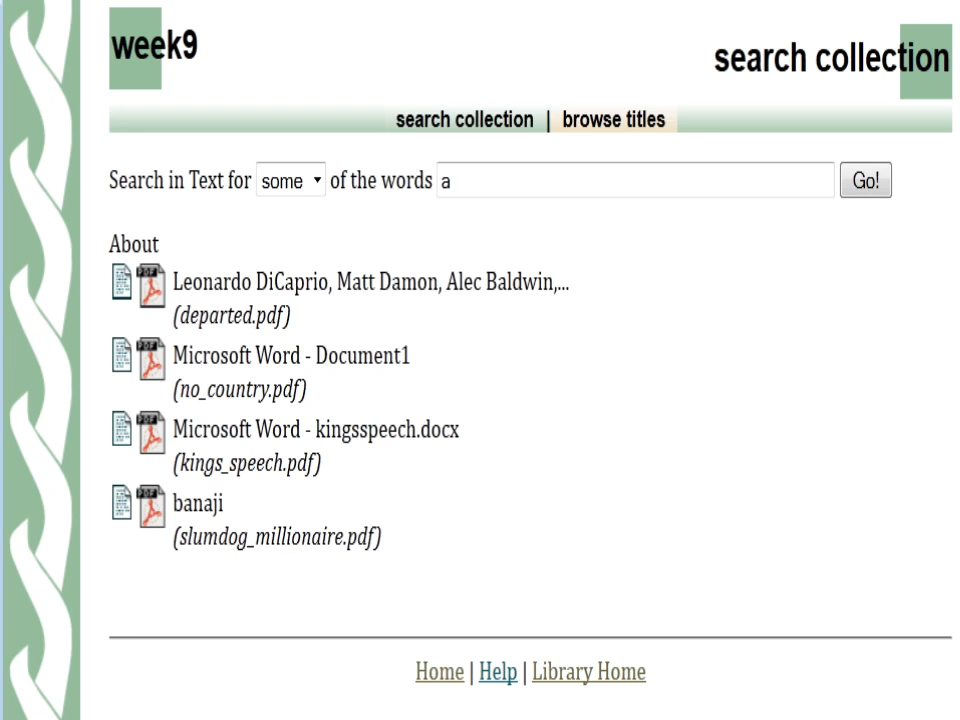 week9
search collection
search collection | browse titles
Search in Text for some of the words a Go!
About
Leonardo DiCaprio, Matt Damon, Alec Baldwin,...
(departed.pdf)
Microsoft Word - Document1
(no_country.pdf)
Microsoft Word - kingsspeech.docx
(kings_speech.pdf)
banaji
(slumdog_millionaire.pdf)
Home | Help | Library Home